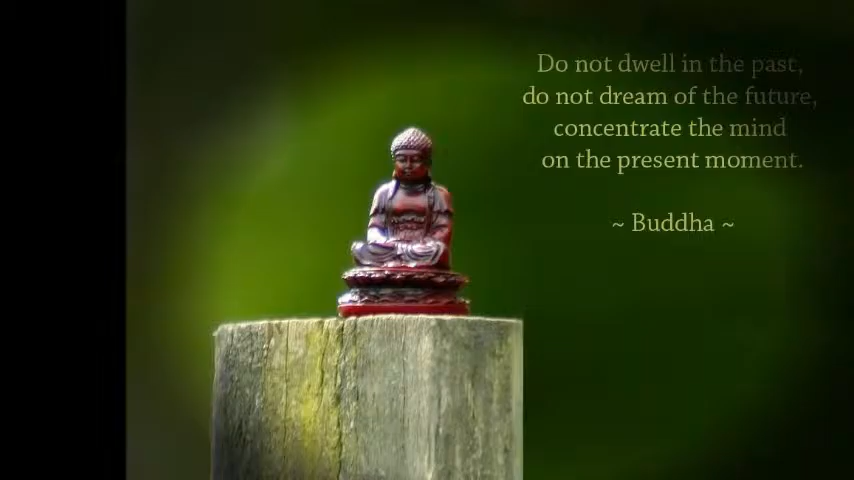 Do not dwell in the past,
do not dream of the future,
concentrate the mind
on the present moment.
~ Buddha ~